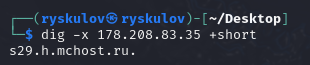 ┌──(ryskulov㉿ryskulov)-[~/Desktop]
└─$ dig -x 178.208.83.35 +short
s29.h.mchost.ru.